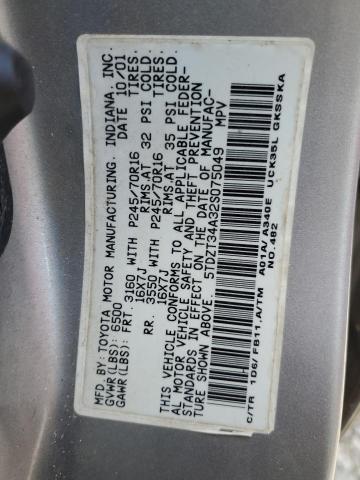 MFD. BY: TOYOTA MOTOR MANUFACTURING, INDIANA, INC.
GVWR(LBS): 6500 DATE 10/01
GAWR(LBS):
FRT. 3160 WITH P245/70R16 TIRES.
16X7J RIMS.AT 32 PSI COLD.
RR. 3550 WITH P245/70R16 TIRES.
16X7J RIMS.AT 35 PSI COLD.
THIS VEHICLE CONFORMS TO ALL APPLICABLE FEDER-
AL MOTOR VEHICLE SAFETY AND THEFT PREVENTION
STANDARDS IN EFFECT ON THE DATE OF MANUFAC-
TURE SHOWN ABOVE. 5TDZT34A32S075049 MPV
C/TR 1D6/FB11,A/TM A01A/A340E UCK35L GKSSKA
NO.482